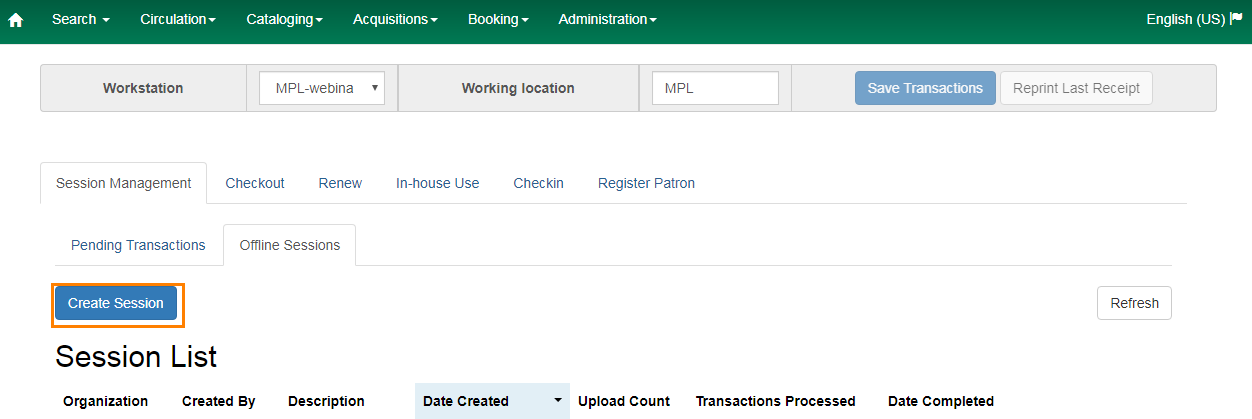 Search Circulation Cataloging Acquisitions Booking Administration English (US)
Workstation MPL-webina Working location MPL Save Transactions Reprint Last Receipt
Session Management Checkout Renew In-house Use Checkin Register Patron
Pending Transactions Offline Sessions
Create Session Refresh
Session List
Organization Created By Description Date Created Upload Count Transactions Processed Date Completed